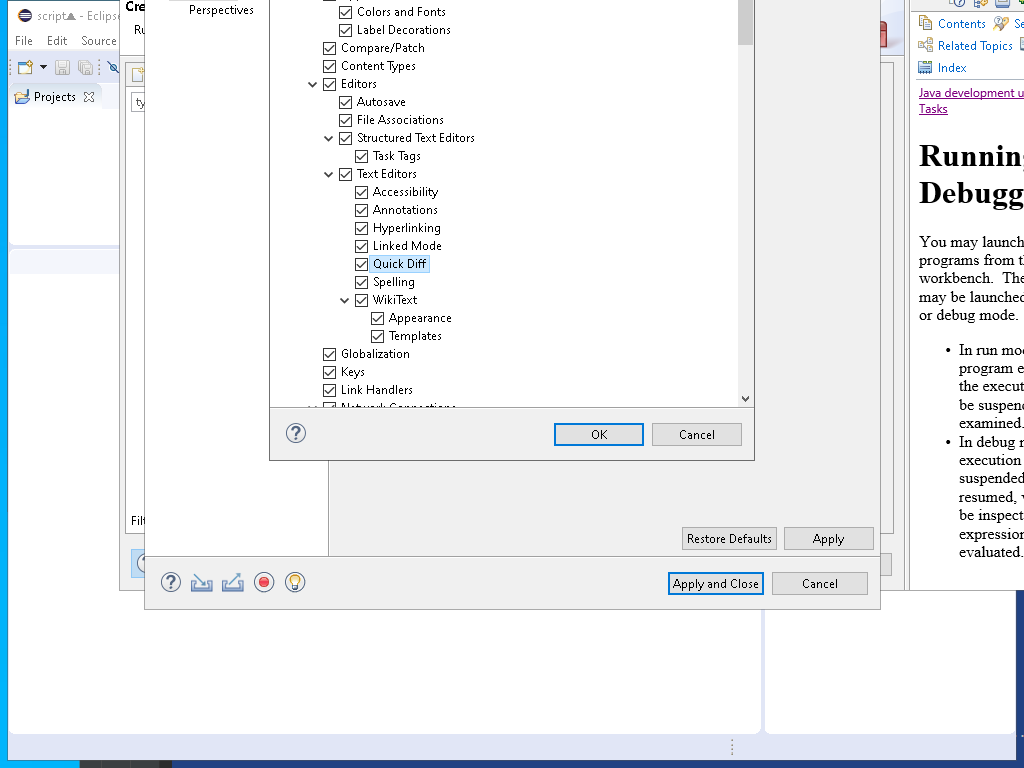 script▲ - Eclipse
File Edit Source
Projects
Cre
Ru
ty
Filt
Perspectives
Colors and Fonts
Label Decorations
Compare/Patch
Content Types
Editors
Autosave
File Associations
Structured Text Editors
Task Tags
Text Editors
Accessibility
Annotations
Hyperlinking
Linked Mode
Quick Diff
Spelling
WikiText
Appearance
Templates
Globalization
Keys
Link Handlers
Network Connections
OK Cancel
Restore Defaults Apply
Apply and Close Cancel
Contents Se
Related Topics
Index
Java development u
Tasks
Running
Debugg
You may launch
programs from th
workbench. The
may be launched
or debug mode.
• In run mod
program e
the execut
be suspend
examined.
• In debug m
execution
suspended
resumed, v
be inspect
expression
evaluated.